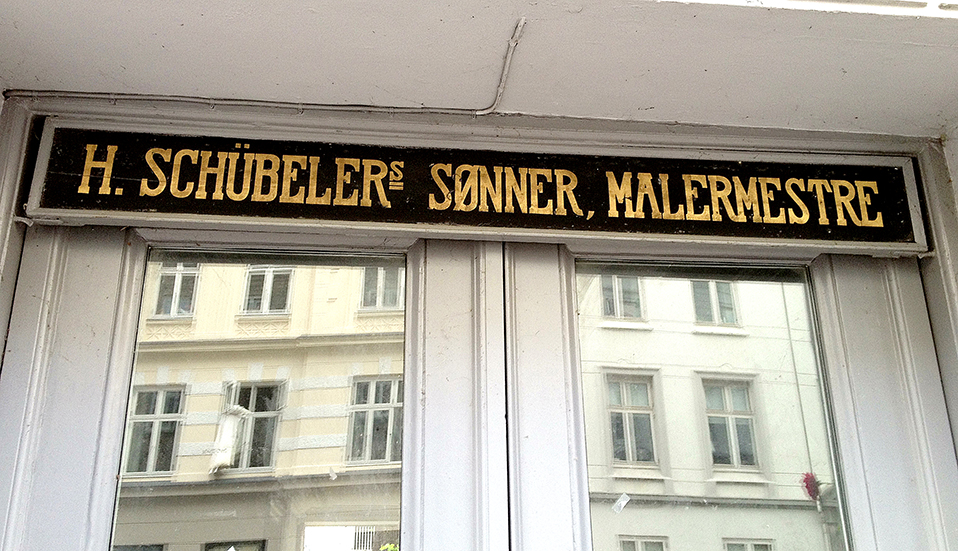 H. SCHÜBELERS SØNNER, MALERMESTRE